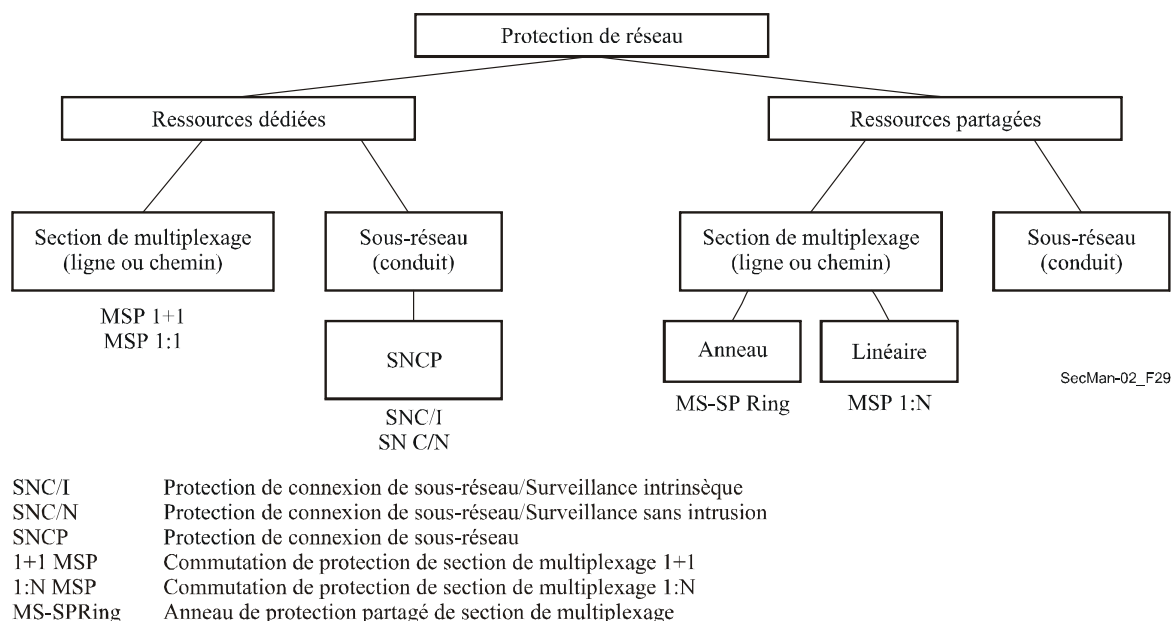 Protection de réseau
Ressources dédiées
Ressources partagées
Section de multiplexage
(ligne ou chemin)
Sous-réseau
(conduit)
Section de multiplexage
(ligne ou chemin)
Sous-réseau
(conduit)
MSP 1+1
MSP 1:1
SNCP
Anneau
Linéaire
SecMan-02_F29
MS-SP Ring
MSP 1:N
SNC/I
SN C/N
SNC/I Protection de connexion de sous-réseau/Surveillance intrinsèque
SNC/N Protection de connexion de sous-réseau/Surveillance sans intrusion
SNCP Protection de connexion de sous-réseau
1+1 MSP Commutation de protection de section de multiplexage 1+1
1:N MSP Commutation de protection de section de multiplexage 1:N
MS-SPRing Anneau de protection partagé de section de multiplexage